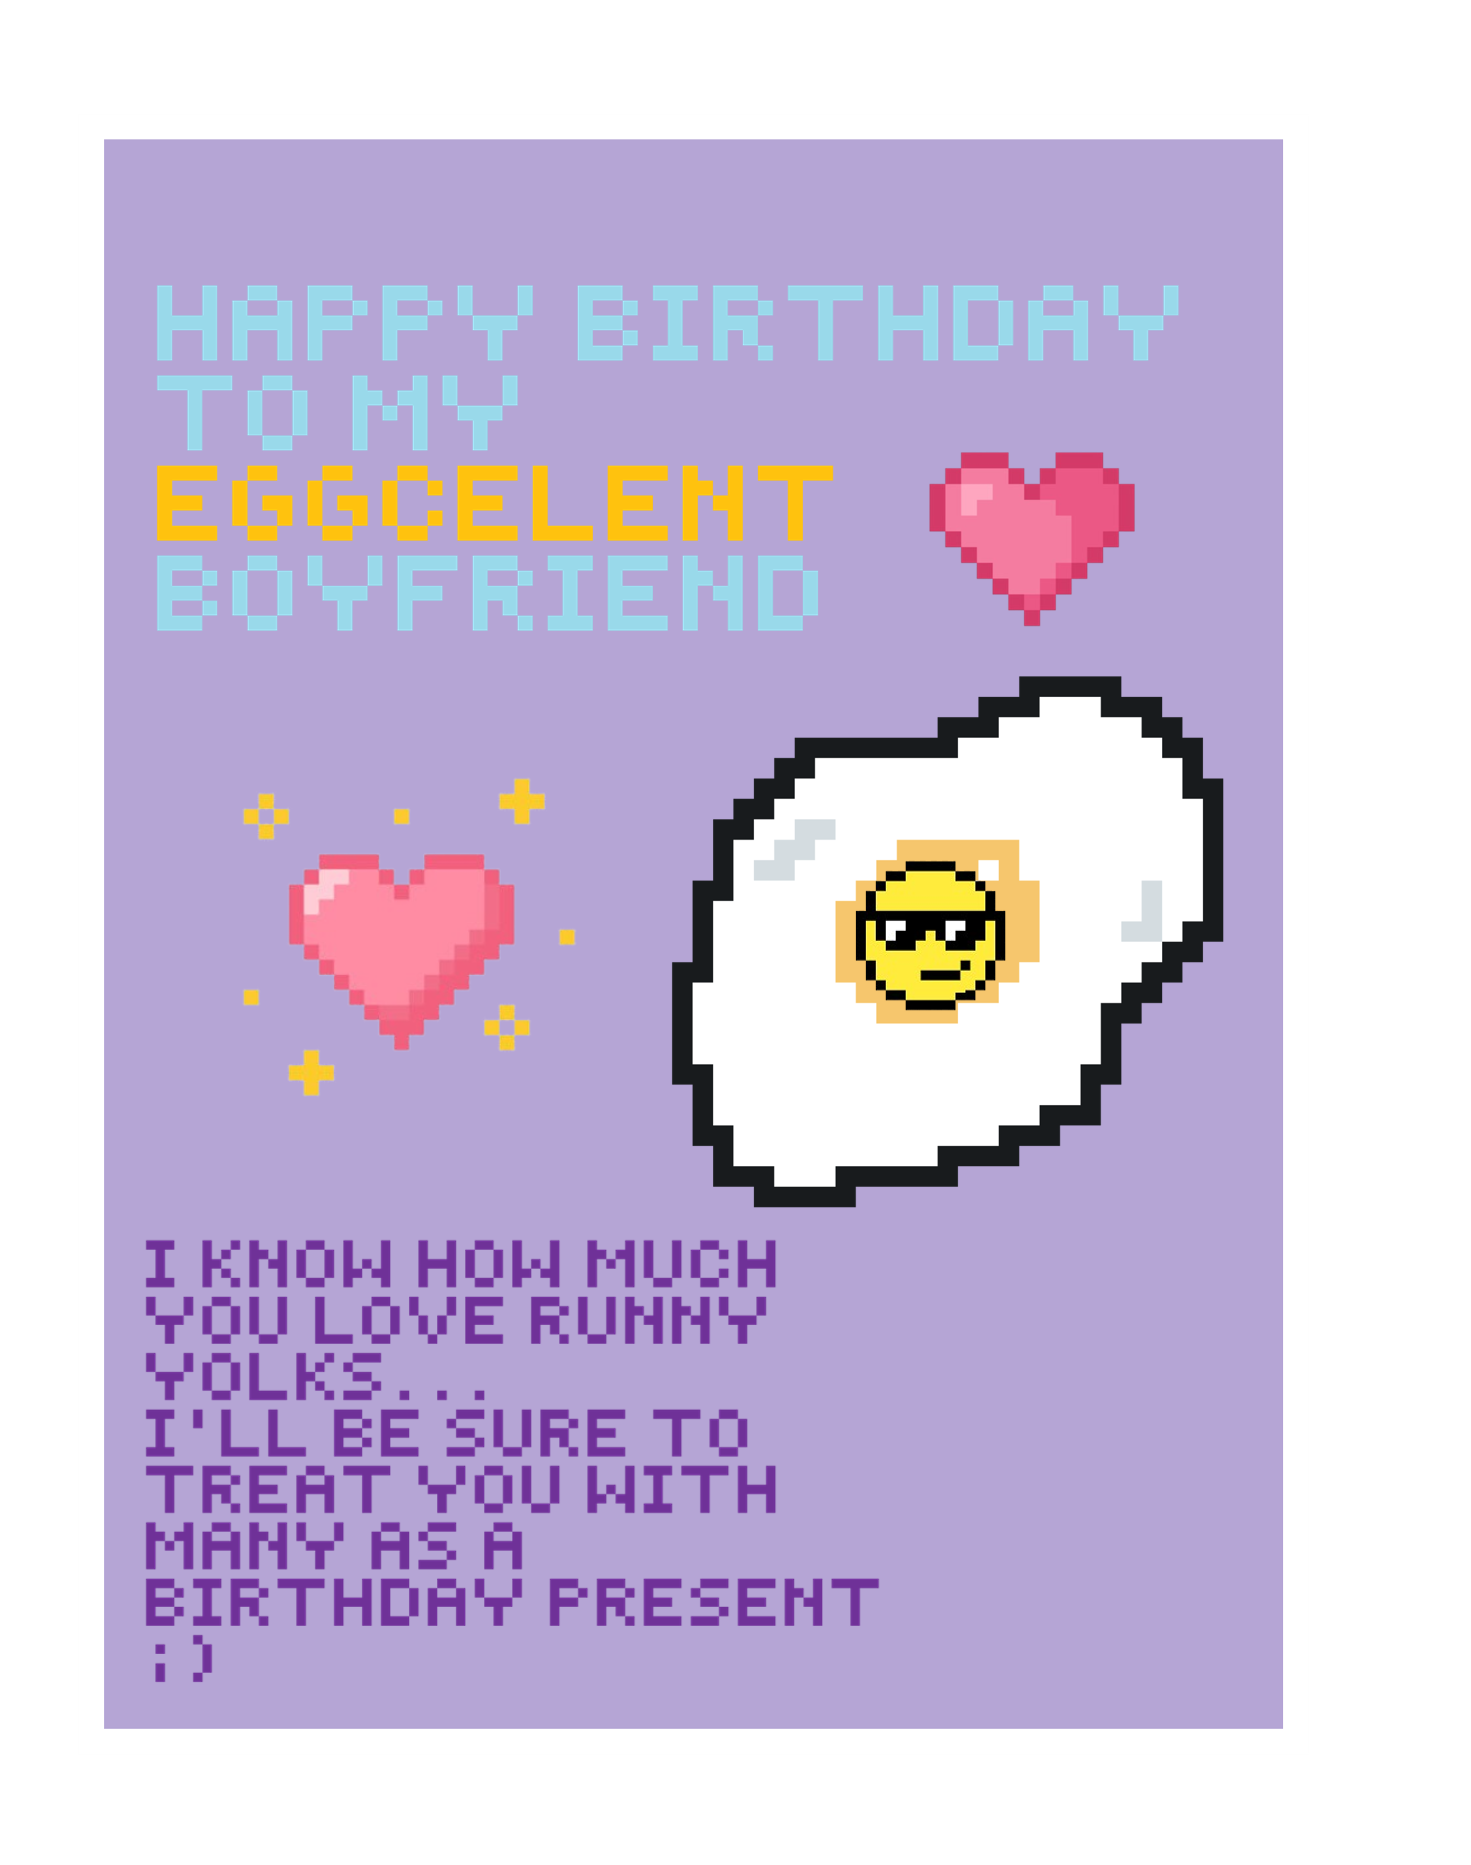 HAPPY BIRTHDAY
TO MY
EGGCELENT
BOYFRIEND
I KNOW HOW MUCH
YOU LOVE RUNNY
YOLKS...
I'LL BE SURE TO
TREAT YOU WITH
MANY AS A
BIRTHDAY PRESENT
;)